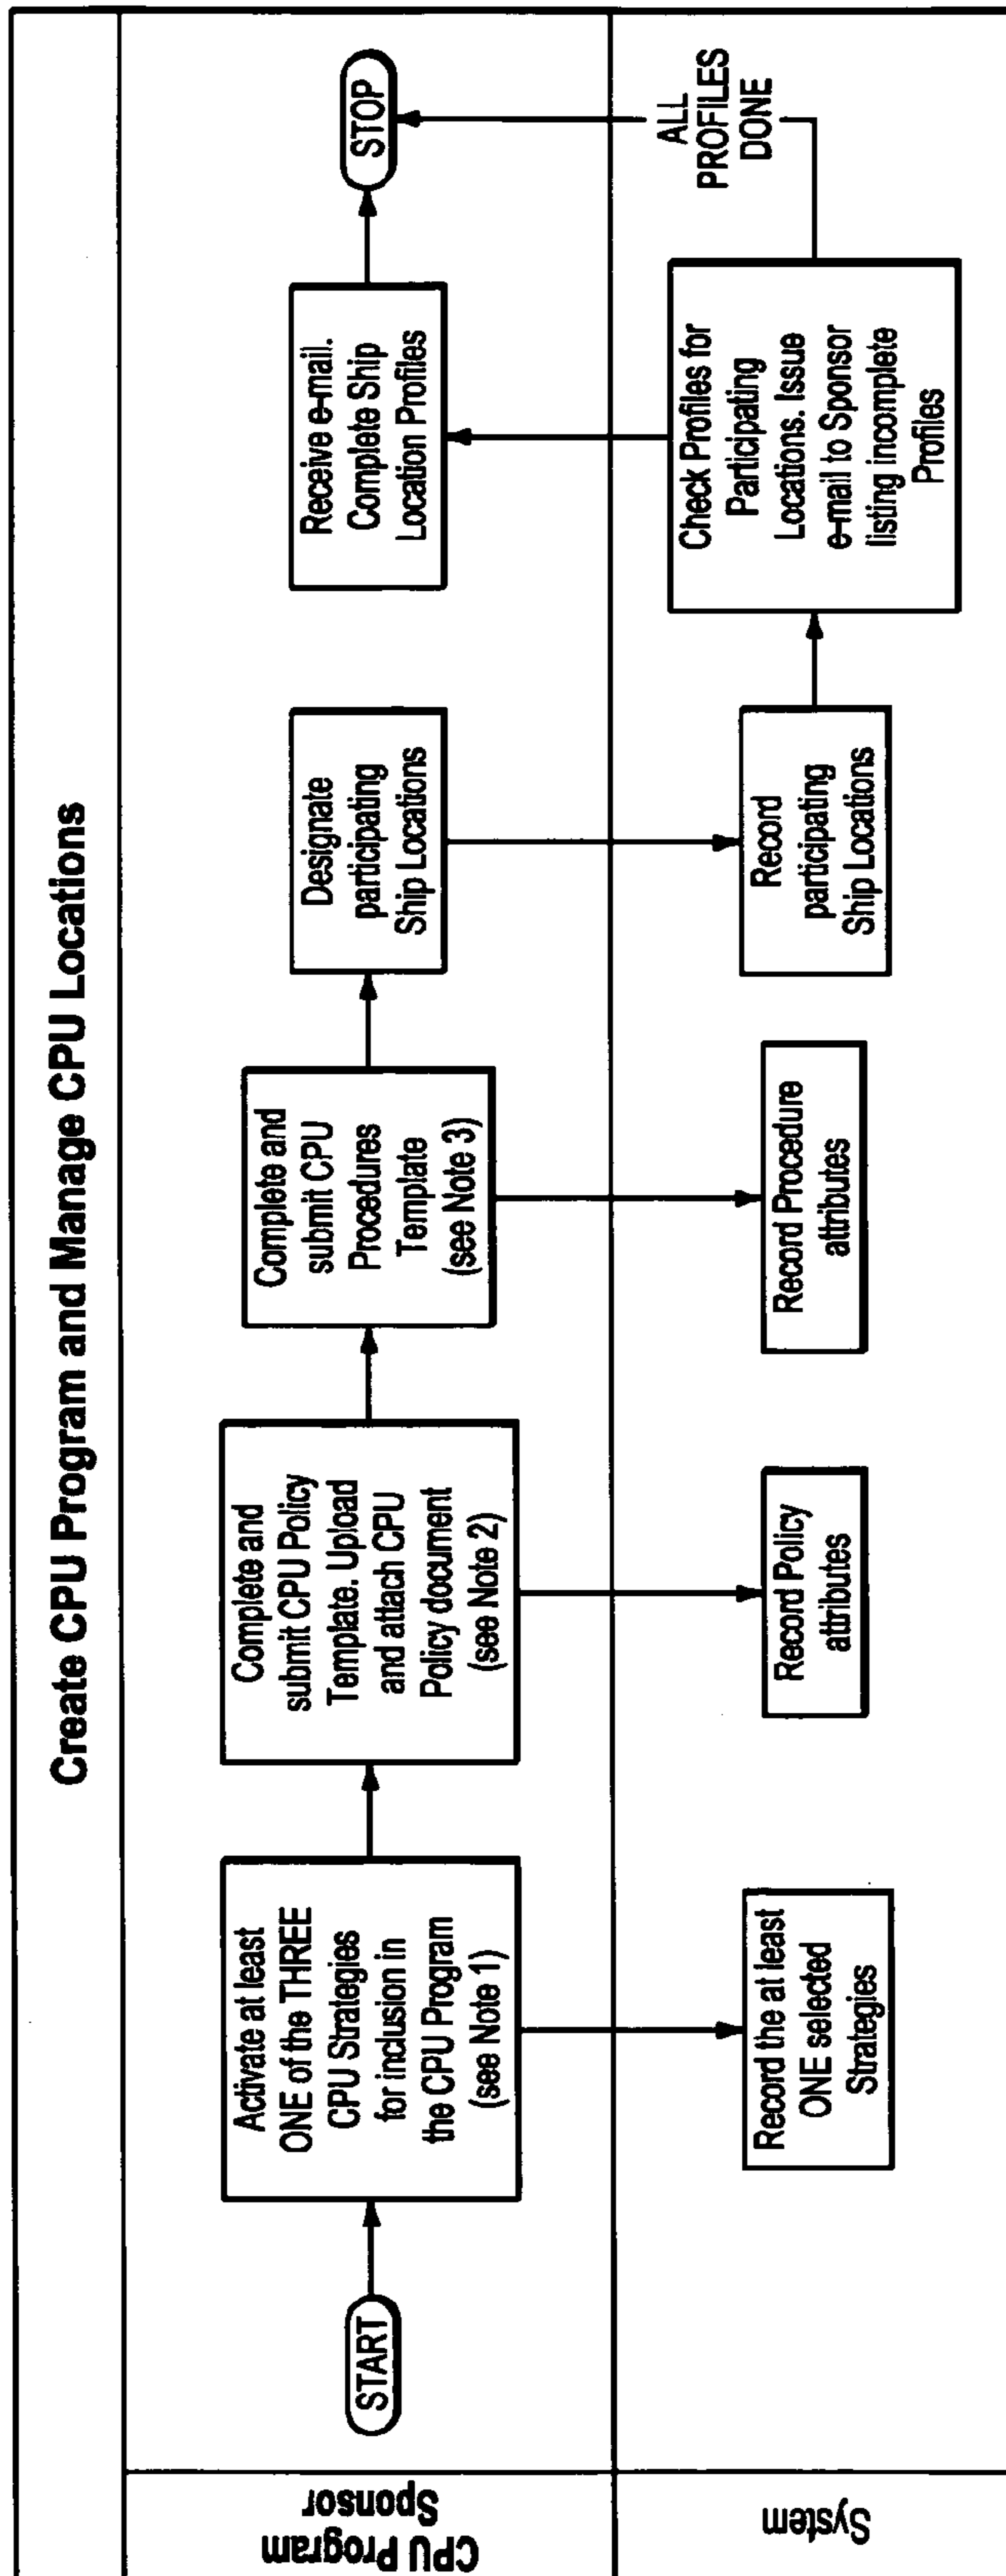 Create CPU Program and Manage CPU Locations
CPU Program
Sponsor
START
Activate at least
ONE of the THREE
CPU Strategies
for inclusion in
the CPU Program
(see Note 1)
Complete and
submit CPU Policy
Template. Upload
and attach CPU
Policy document
(see Note 2)
Complete and
submit CPU
Procedures
Template
(see Note 3)
Designate
participating
Ship Locations
Receive e-mail.
Complete Ship
Location Profiles
STOP
System
Record the at least
ONE selected
Strategies
Record Policy
attributes
Record Procedure
attributes
Record
participating
Ship Locations
Check Profiles for
Participating
Locations. Issue
e-mail to Sponsor
listing incomplete
Profiles
ALL
PROFILES
DONE